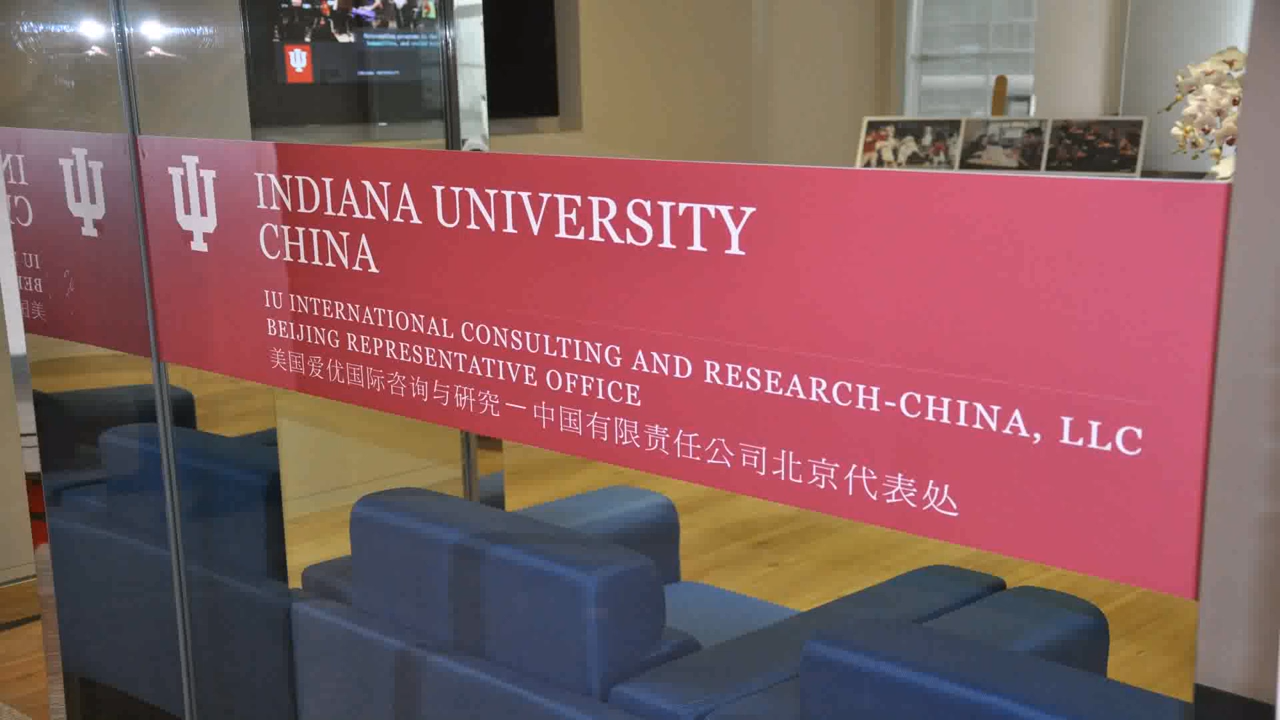 INDIANA UNIVERSITY
CHINA
IU INTERNATIONAL CONSULTING AND RESEARCH-CHINA, LLC
BEIJING REPRESENTATIVE OFFICE
美国爱优国际咨询与研究－中国有限责任公司北京代表处